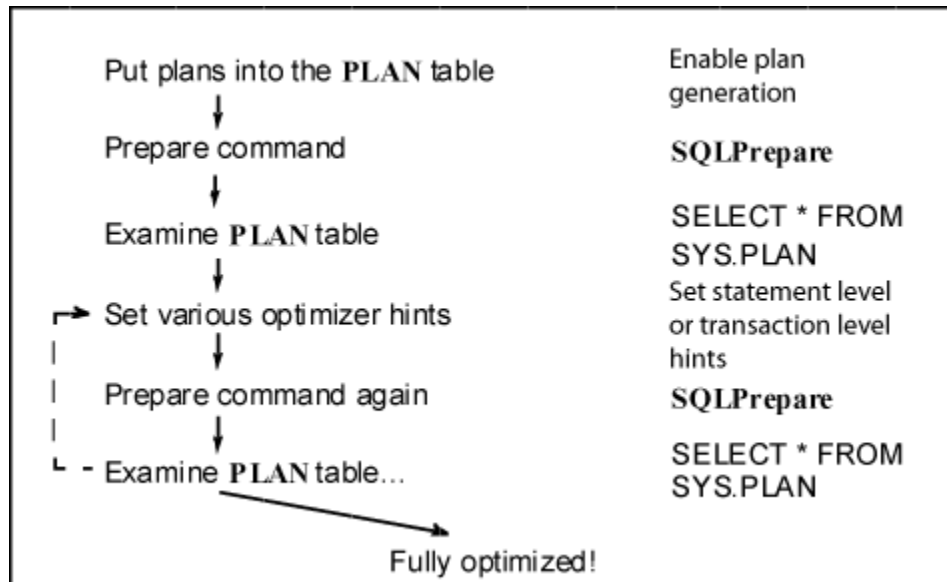 Put plans into the PLAN table
Enable plan
generation
Prepare command
SQLPrepare
Examine PLAN table
SELECT * FROM
SYS.PLAN
Set various optimizer hints
Set statement level
or transaction level
hints
Prepare command again
SQLPrepare
Examine PLAN table...
SELECT * FROM
SYS.PLAN
Fully optimized!